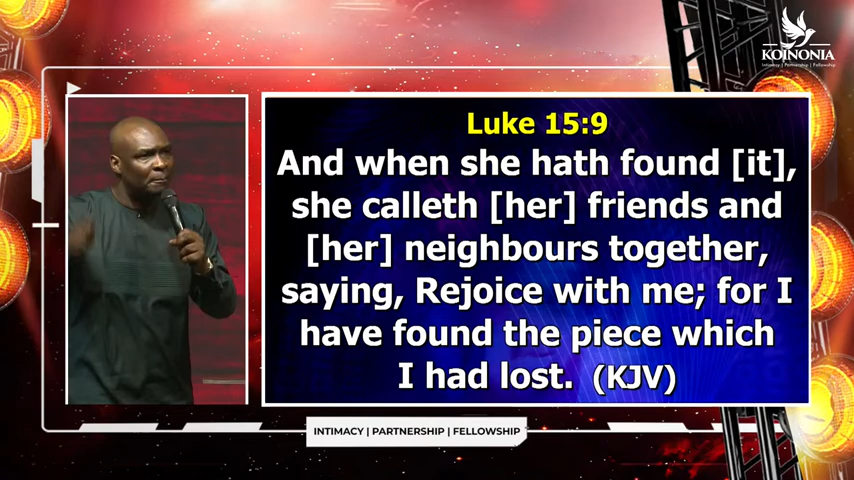 KOINONIA
Intimacy | Partnership | Fellowship
Luke 15:9
And when she hath found [it],
she calleth [her] friends and
[her] neighbours together,
saying, Rejoice with me; for I
have found the piece which
I had lost. (KJV)
INTIMACY | PARTNERSHIP | FELLOWSHIP